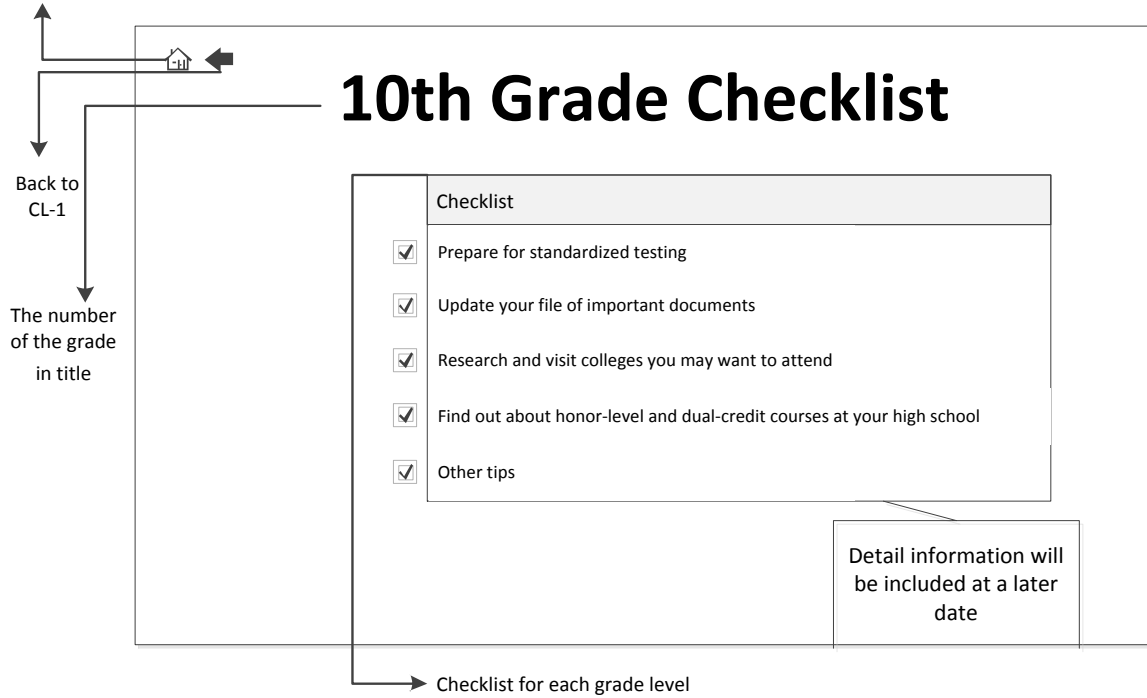 10th Grade Checklist
Back to
CL-1
The number
of the grade
in title
Checklist
Prepare for standardized testing
Update your file of important documents
Research and visit colleges you may want to attend
Find out about honor-level and dual-credit courses at your high school
Other tips
Detail information will
be included at a later
date
Checklist for each grade level